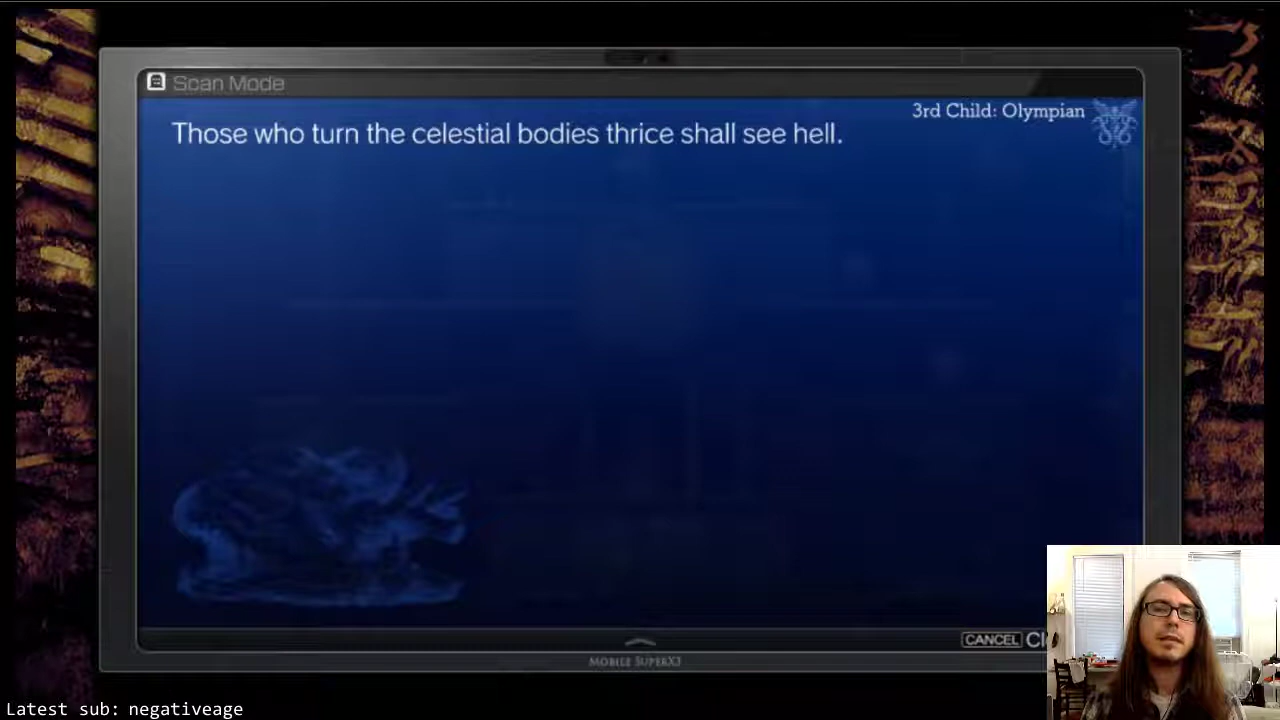 Scan Mode
3rd Child: Olympian
Those who turn the celestial bodies thrice shall see hell.
CANCEL Cl
MOBILE SUPERX3
Latest sub: negativeage